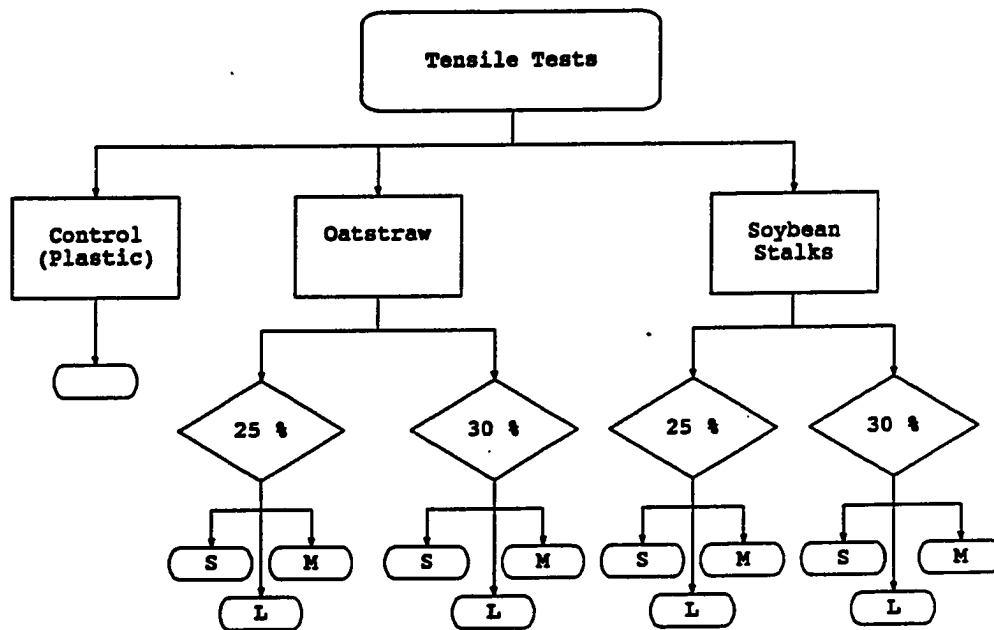 Tensile Tests
Control
(Plastic)
Oatstraw
Soybean
Stalks
25 %
30 %
25 %
30 %
S
M
S
M
S
M
S
M
L
L
L
L